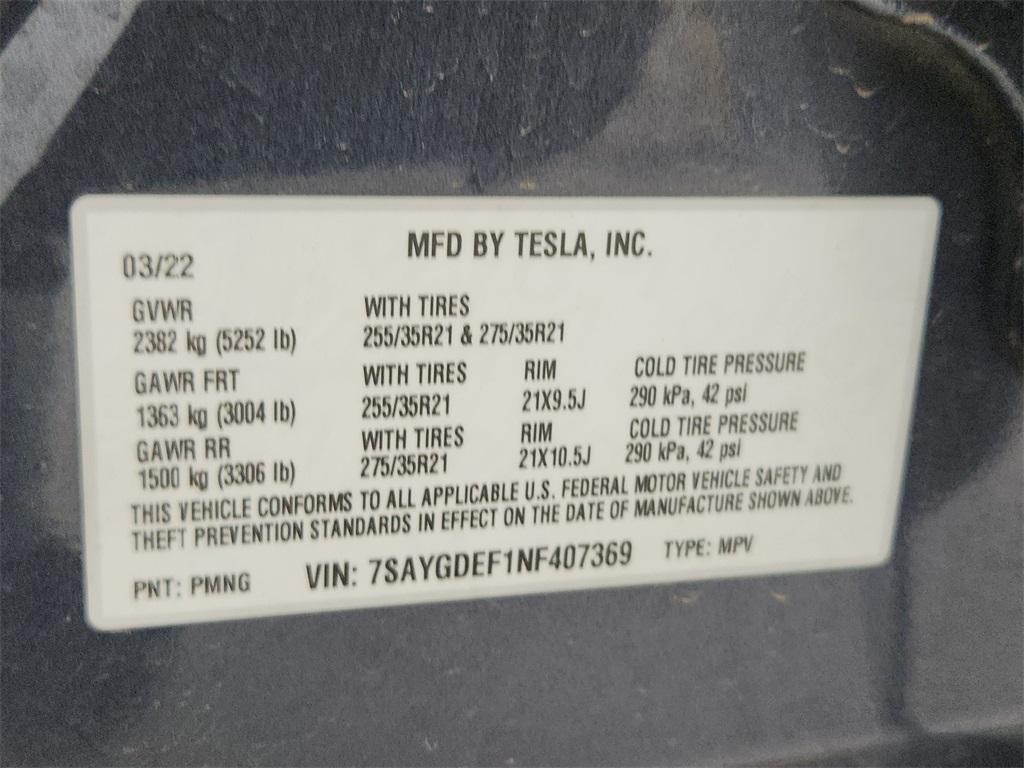 MFD BY TESLA, INC.
03/22
GVWR WITH TIRES
2382 kg (5252 lb) 255/35R21 & 275/35R21
GAWR FRT WITH TIRES RIM COLD TIRE PRESSURE
1363 kg (3004 lb) 255/35R21 21X9.5J 290 kPa, 42 psi
GAWR RR WITH TIRES RIM COLD TIRE PRESSURE
1500 kg (3306 lb) 275/35R21 21X10.5J 290 kPa, 42 psi
THIS VEHICLE CONFORMS TO ALL APPLICABLE U.S. FEDERAL MOTOR VEHICLE SAFETY AND
THEFT PREVENTION STANDARDS IN EFFECT ON THE DATE OF MANUFACTURE SHOWN ABOVE.
PNT: PMNG VIN: 7SAYGDEF1NF407369 TYPE: MPV